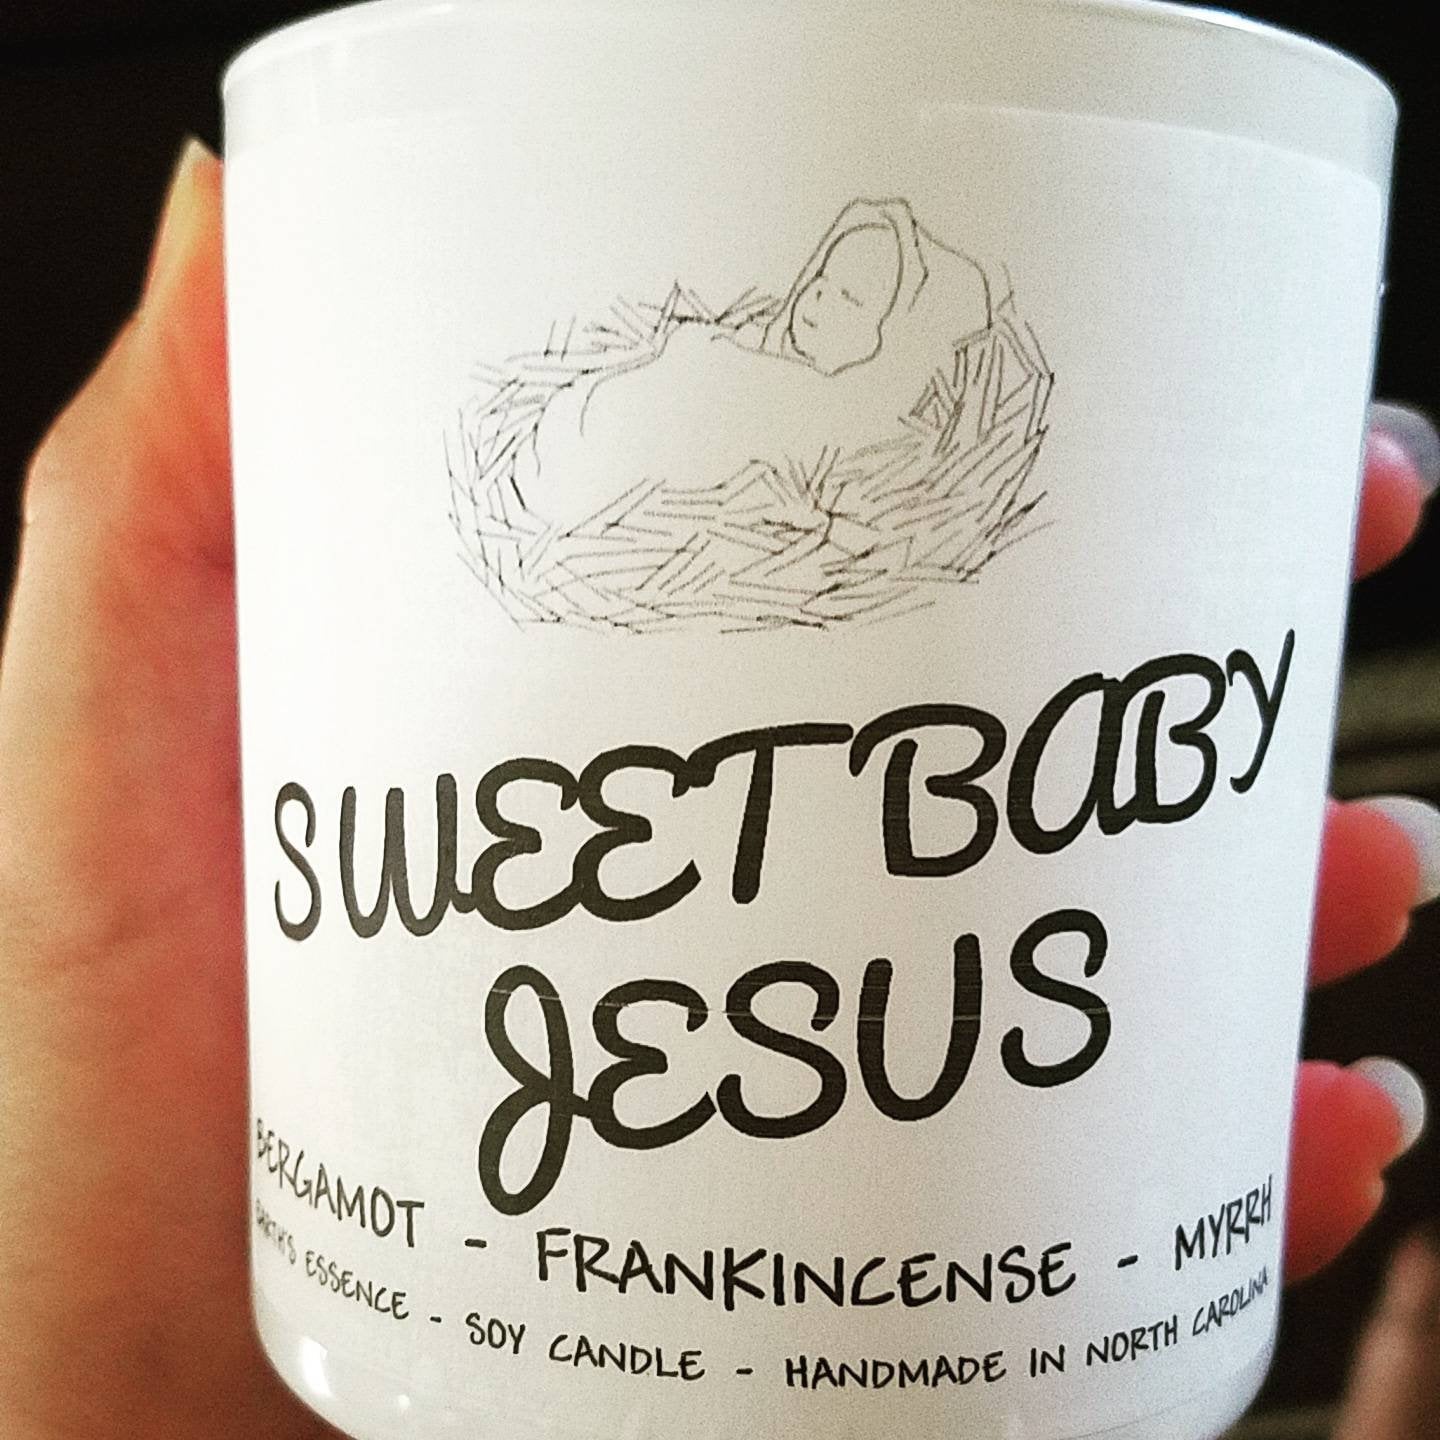 SWEET BABY
JESUS
BERGAMOT - FRANKINCENSE - MYRRH
EARTH'S ESSENCE - SOY CANDLE - HANDMADE IN NORTH CAROLINA